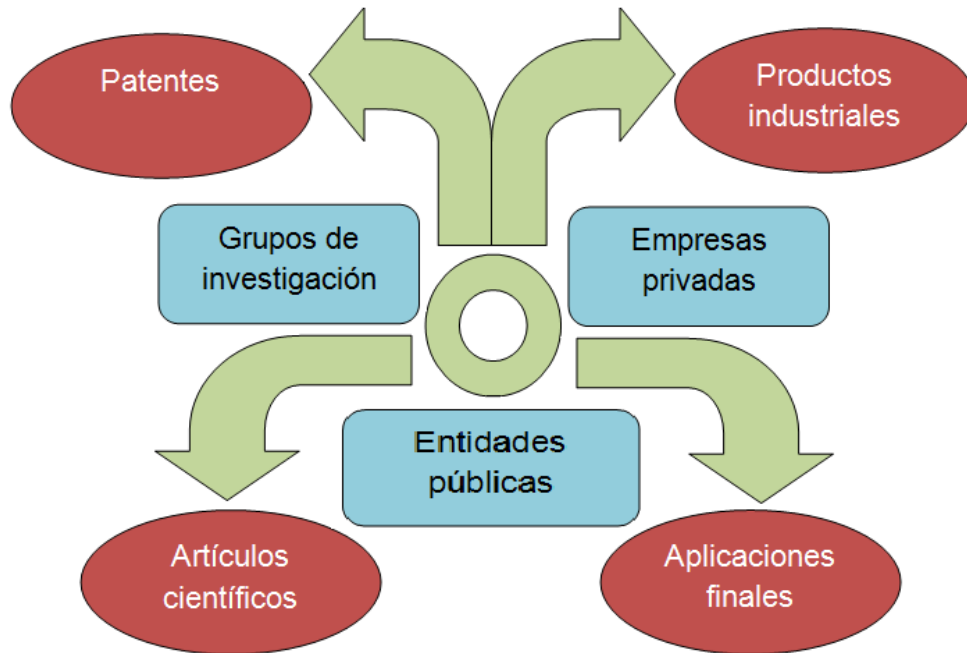 Patentes
Productos
industriales
Grupos de
investigación
Empresas
privadas
Entidades
públicas
Artículos
científicos
Aplicaciones
finales